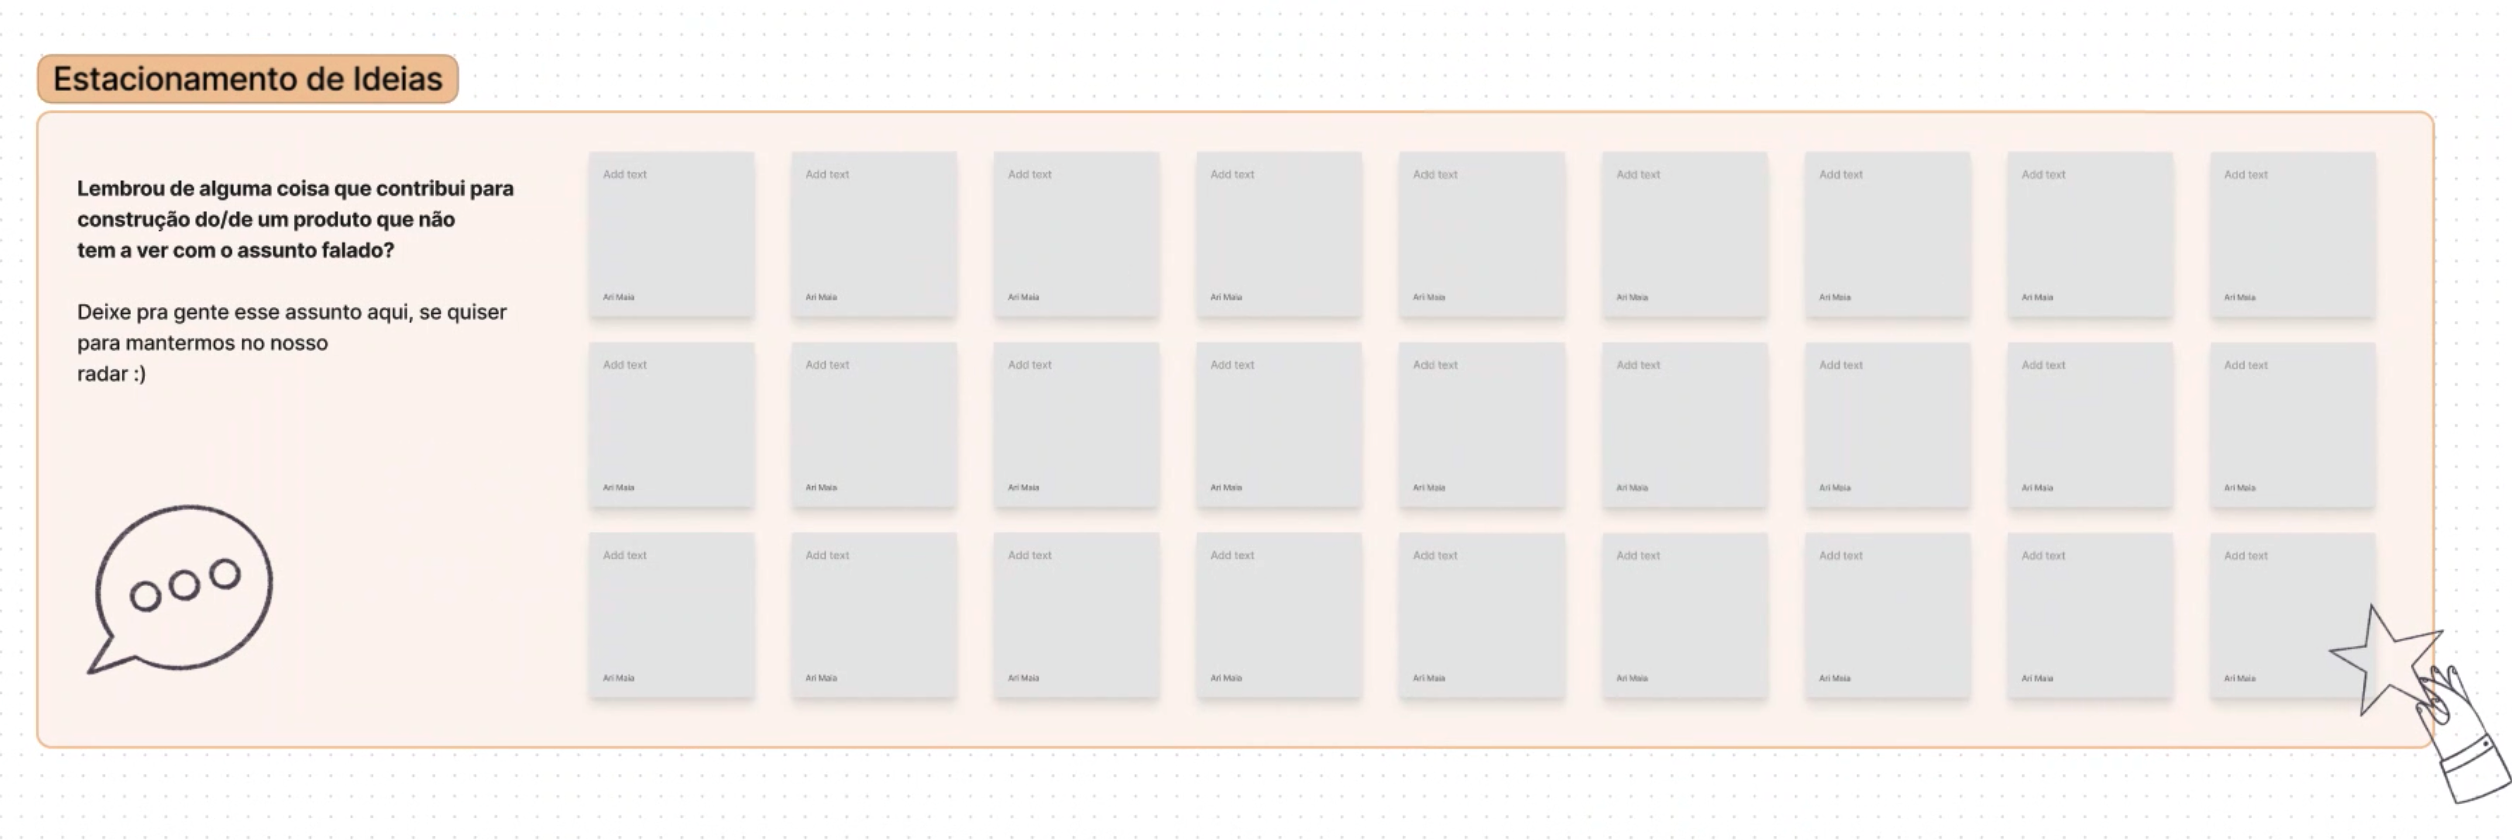 Estacionamento de Ideias
Lembrou de alguma coisa que contribui para
construção do/de um produto que não
tem a ver com o assunto falado?
Deixe pra gente esse assunto aqui, se quiser
para mantermos no nosso
radar :)
Add text Add text Add text Add text Add text Add text Add text Add text Add text
Ari Maia Ari Maia Ari Maia Ari Maia Ari Maia Ari Maia Ari Maia Ari Maia Ari Maia
Add text Add text Add text Add text Add text Add text Add text Add text Add text
Ari Maia Ari Maia Ari Maia Ari Maia Ari Maia Ari Maia Ari Maia Ari Maia Ari Maia
Add text Add text Add text Add text Add text Add text Add text Add text Add text
Ari Maia Ari Maia Ari Maia Ari Maia Ari Maia Ari Maia Ari Maia Ari Maia Ari Maia